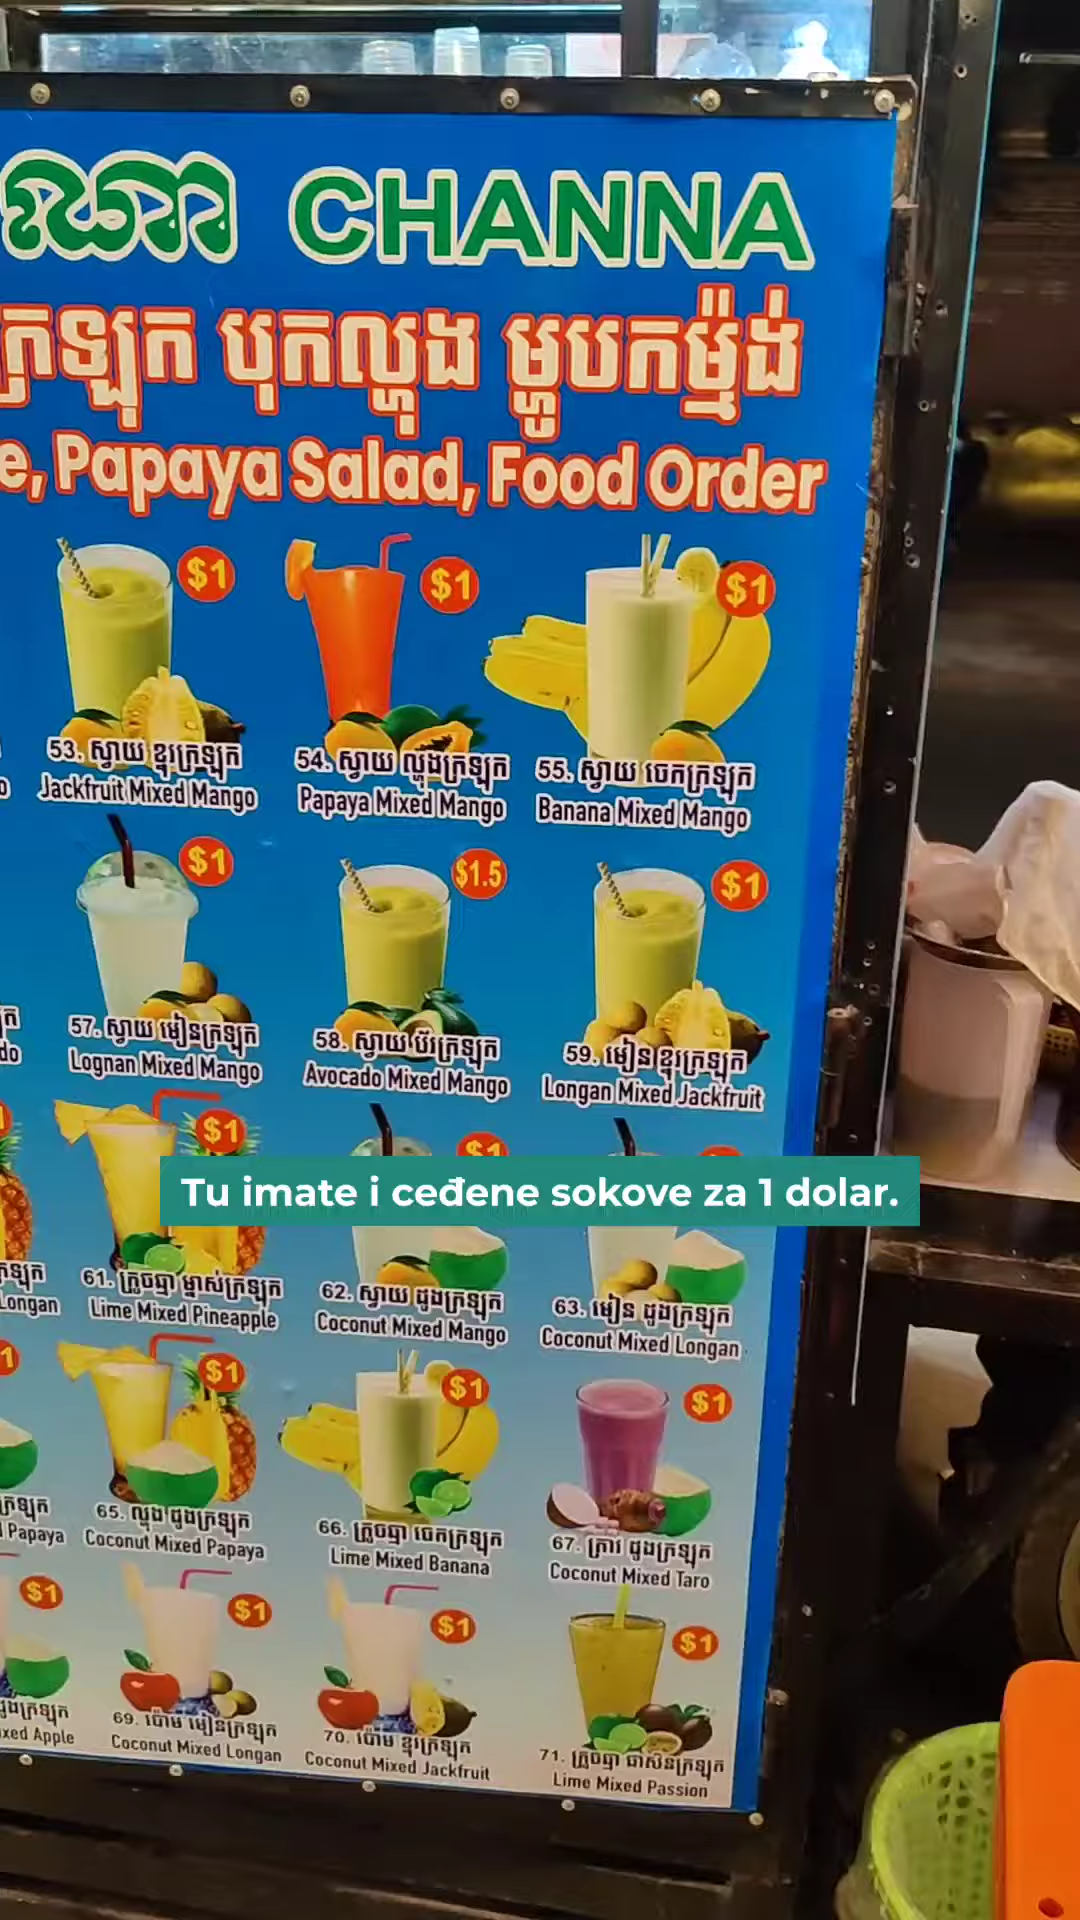 ណា CHANNA
ក្រឡុក បុកល្ហុង ម្ហូបកម្ម៉ង់
e, Papaya Salad, Food Order
$1
$1
$1
53. ស្វាយ ខ្នុរក្រឡុក
Jackfruit Mixed Mango
54. ស្វាយ ល្ហុងក្រឡុក
Papaya Mixed Mango
55. ស្វាយ ចេកក្រឡុក
Banana Mixed Mango
$1
$1.5
$1
57. ស្វាយ មៀនក្រឡុក
Lognan Mixed Mango
58. ស្វាយ ប័រក្រឡុក
Avocado Mixed Mango
59. មៀនខ្នុរក្រឡុក
Longan Mixed Jackfruit
$1
$1
Tu imate i ceđene sokove za 1 dolar.
Longan
61. ក្រូចឆ្មា ម្នាស់ក្រឡុក
Lime Mixed Pineapple
62. ស្វាយ ដូងក្រឡុក
Coconut Mixed Mango
63. មៀន ដូងក្រឡុក
Coconut Mixed Longan
$1
$1
$1
Papaya
65. ល្ហុង ដូងក្រឡុក
Coconut Mixed Papaya
66. ក្រូចឆ្មា ចេកក្រឡុក
Lime Mixed Banana
67. ត្រាវ ដូងក្រឡុក
Coconut Mixed Taro
$1
$1
$1
$1
xed Apple
69. ប៉ោម មៀនក្រឡុក
Coconut Mixed Longan
70. ប៉ោម ខ្នុរក្រឡុក
Coconut Mixed Jackfruit
71. ក្រូចឆ្មា ផាសិនក្រឡុក
Lime Mixed Passion